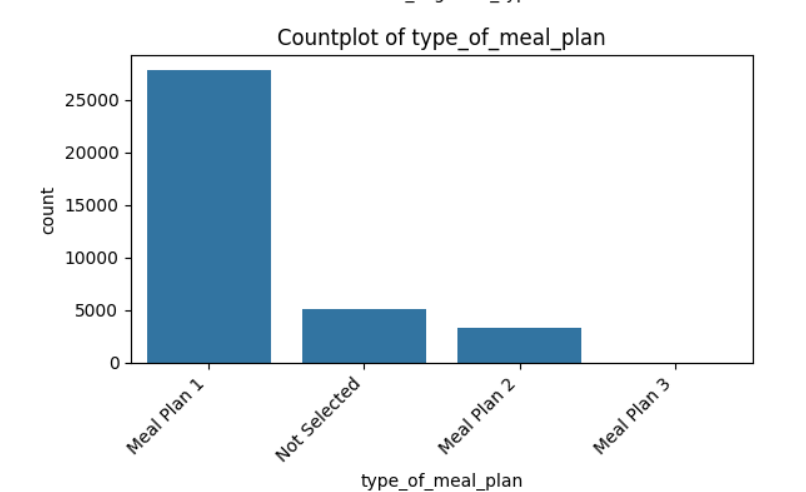 Countplot of type_of_meal_plan
25000
20000
15000
10000
5000
0
count
Meal Plan 1
Not Selected
Meal Plan 2
Meal Plan 3
type_of_meal_plan